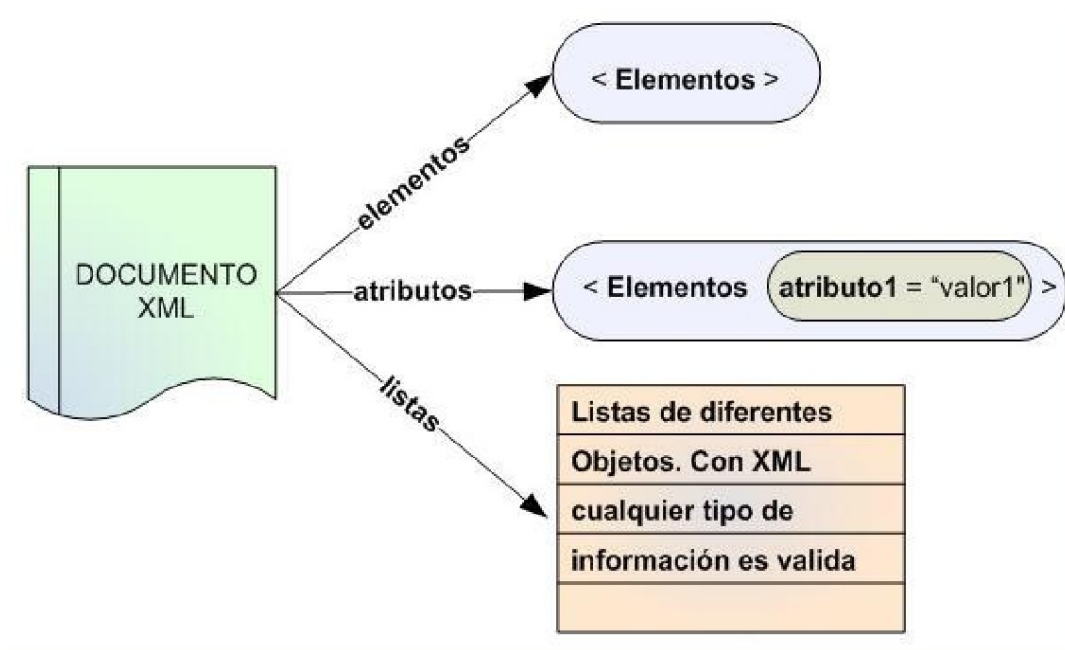 < Elementos >
elementos
DOCUMENTO
XML
atributos
< Elementos atributo1 = “valor1" >
listas
Listas de diferentes
Objetos. Con XML
cualquier tipo de
información es valida